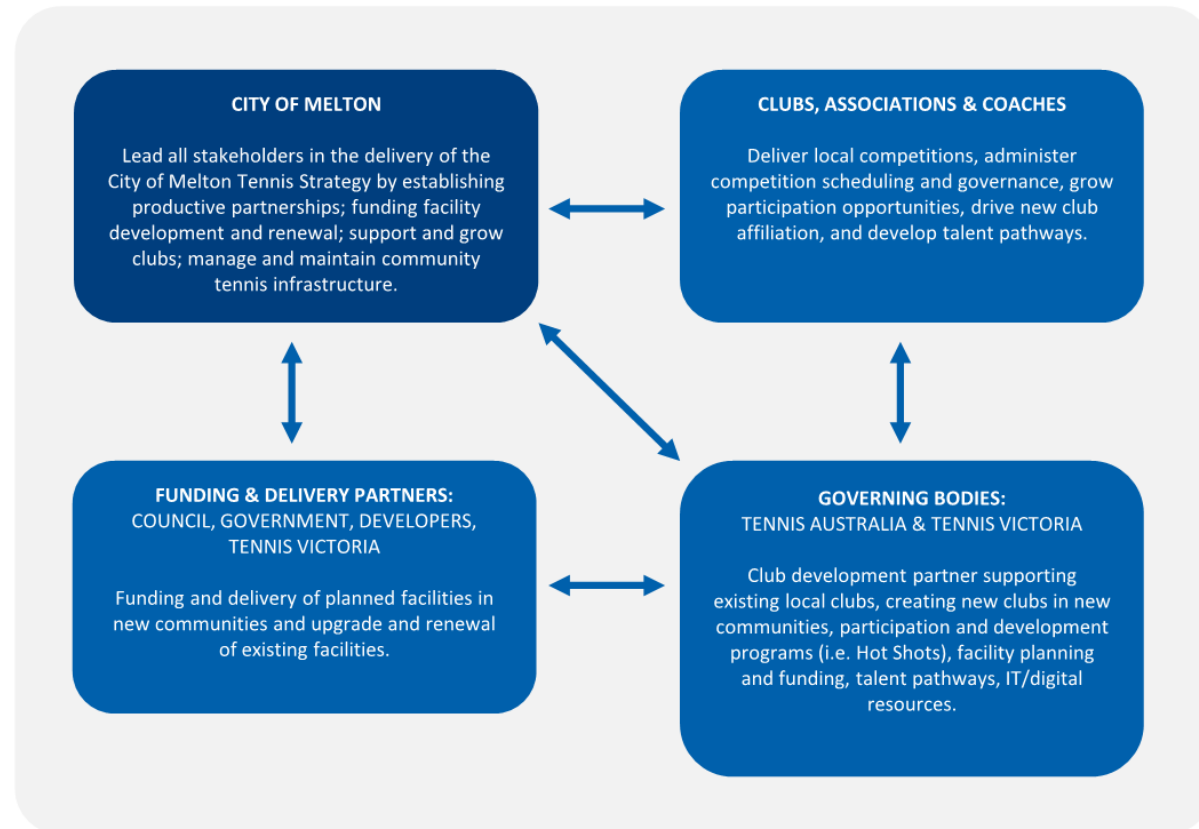 CITY OF MELTON
Lead all stakeholders in the delivery of the
City of Melton Tennis Strategy by establishing
productive partnerships; funding facility
development and renewal; support and grow
clubs; manage and maintain community
tennis infrastructure.
CLUBS, ASSOCIATIONS & COACHES
Deliver local competitions, administer
competition scheduling and governance, grow
participation opportunities, drive new club
affiliation, and develop talent pathways.
FUNDING & DELIVERY PARTNERS:
COUNCIL, GOVERNMENT, DEVELOPERS,
TENNIS VICTORIA
Funding and delivery of planned facilities in
new communities and upgrade and renewal
of existing facilities.
GOVERNING BODIES:
TENNIS AUSTRALIA & TENNIS VICTORIA
Club development partner supporting
existing local clubs, creating new clubs in new
communities, participation and development
programs (i.e. Hot Shots), facility planning
and funding, talent pathways, IT/digital
resources.